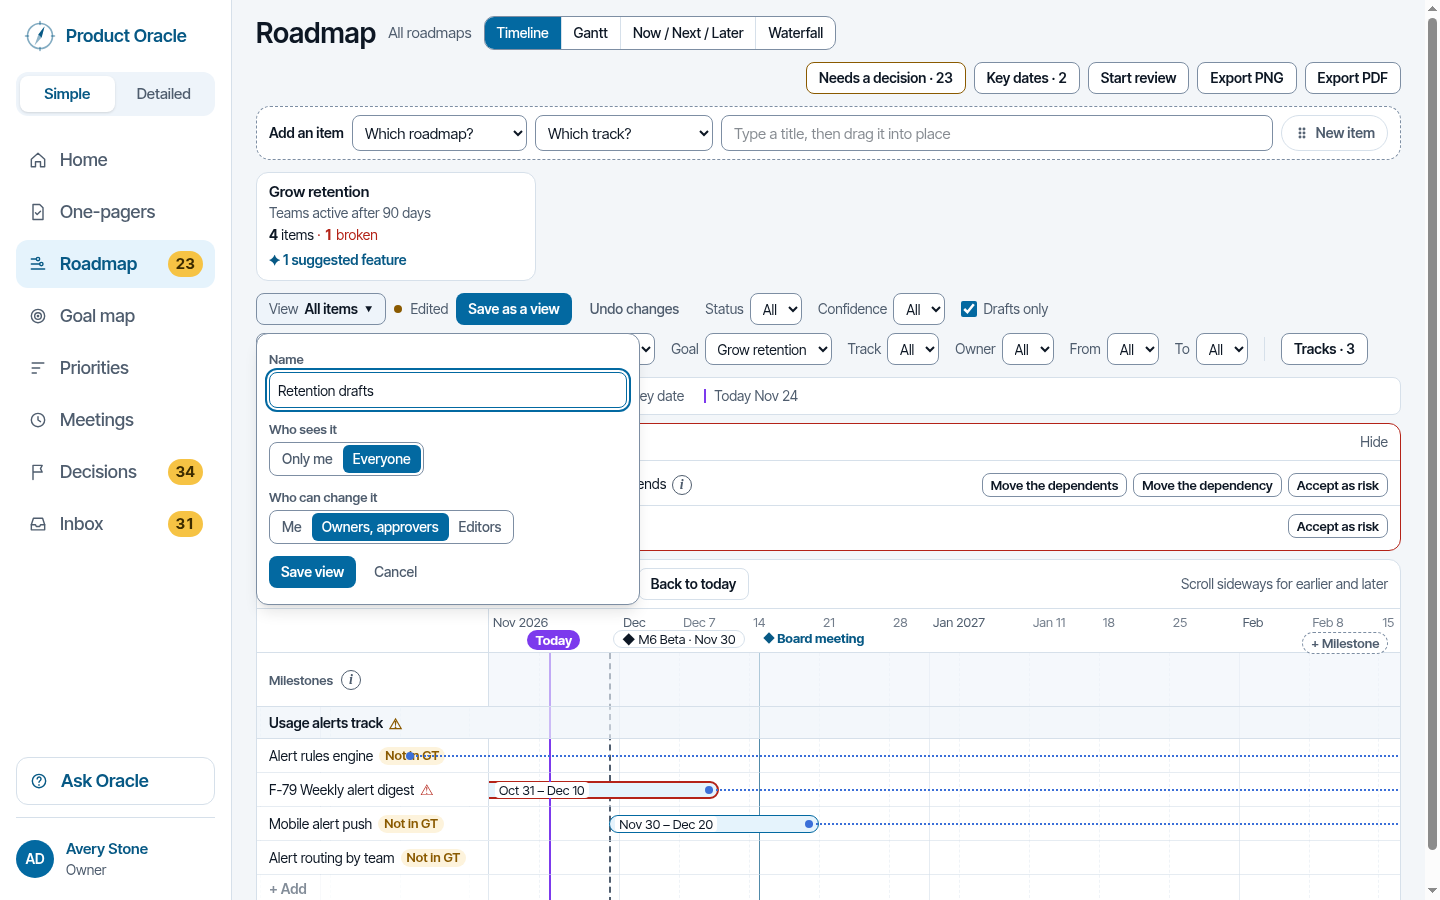 Product Oracle
Simple
Detailed
Home
One-pagers
Roadmap 23
Goal map
Priorities
Meetings
Decisions 34
Inbox 31
Ask Oracle
AD
Avery Stone
Owner
Roadmap
All roadmaps
Timeline
Gantt
Now / Next / Later
Waterfall
Needs a decision · 23
Key dates · 2
Start review
Export PNG
Export PDF
Add an item
Which roadmap?
Which track?
Type a title, then drag it into place
New item
Grow retention
Teams active after 90 days
4 items · 1 broken
1 suggested feature
View All items
Edited
Save as a view
Undo changes
Status All
Confidence All
Drafts only
Goal Grow retention
Track All
Owner All
From All
To All
Tracks · 3
Name
Retention drafts
Who sees it
Only me
Everyone
Who can change it
Me
Owners, approvers
Editors
Save view
Cancel
ey date
Today Nov 24
Hide
ends i
Move the dependents
Move the dependency
Accept as risk
Accept as risk
Back to today
Scroll sideways for earlier and later
Nov 2026
Dec
Dec 7
14
21
28
Jan 2027
Jan 11
18
25
Feb
Feb 8
15
Today
M6 Beta · Nov 30
Board meeting
+ Milestone
Milestones i
Usage alerts track
Alert rules engine Not in GT
F-79 Weekly alert digest
Oct 31 – Dec 10
Mobile alert push Not in GT
Nov 30 – Dec 20
Alert routing by team Not in GT
+ Add